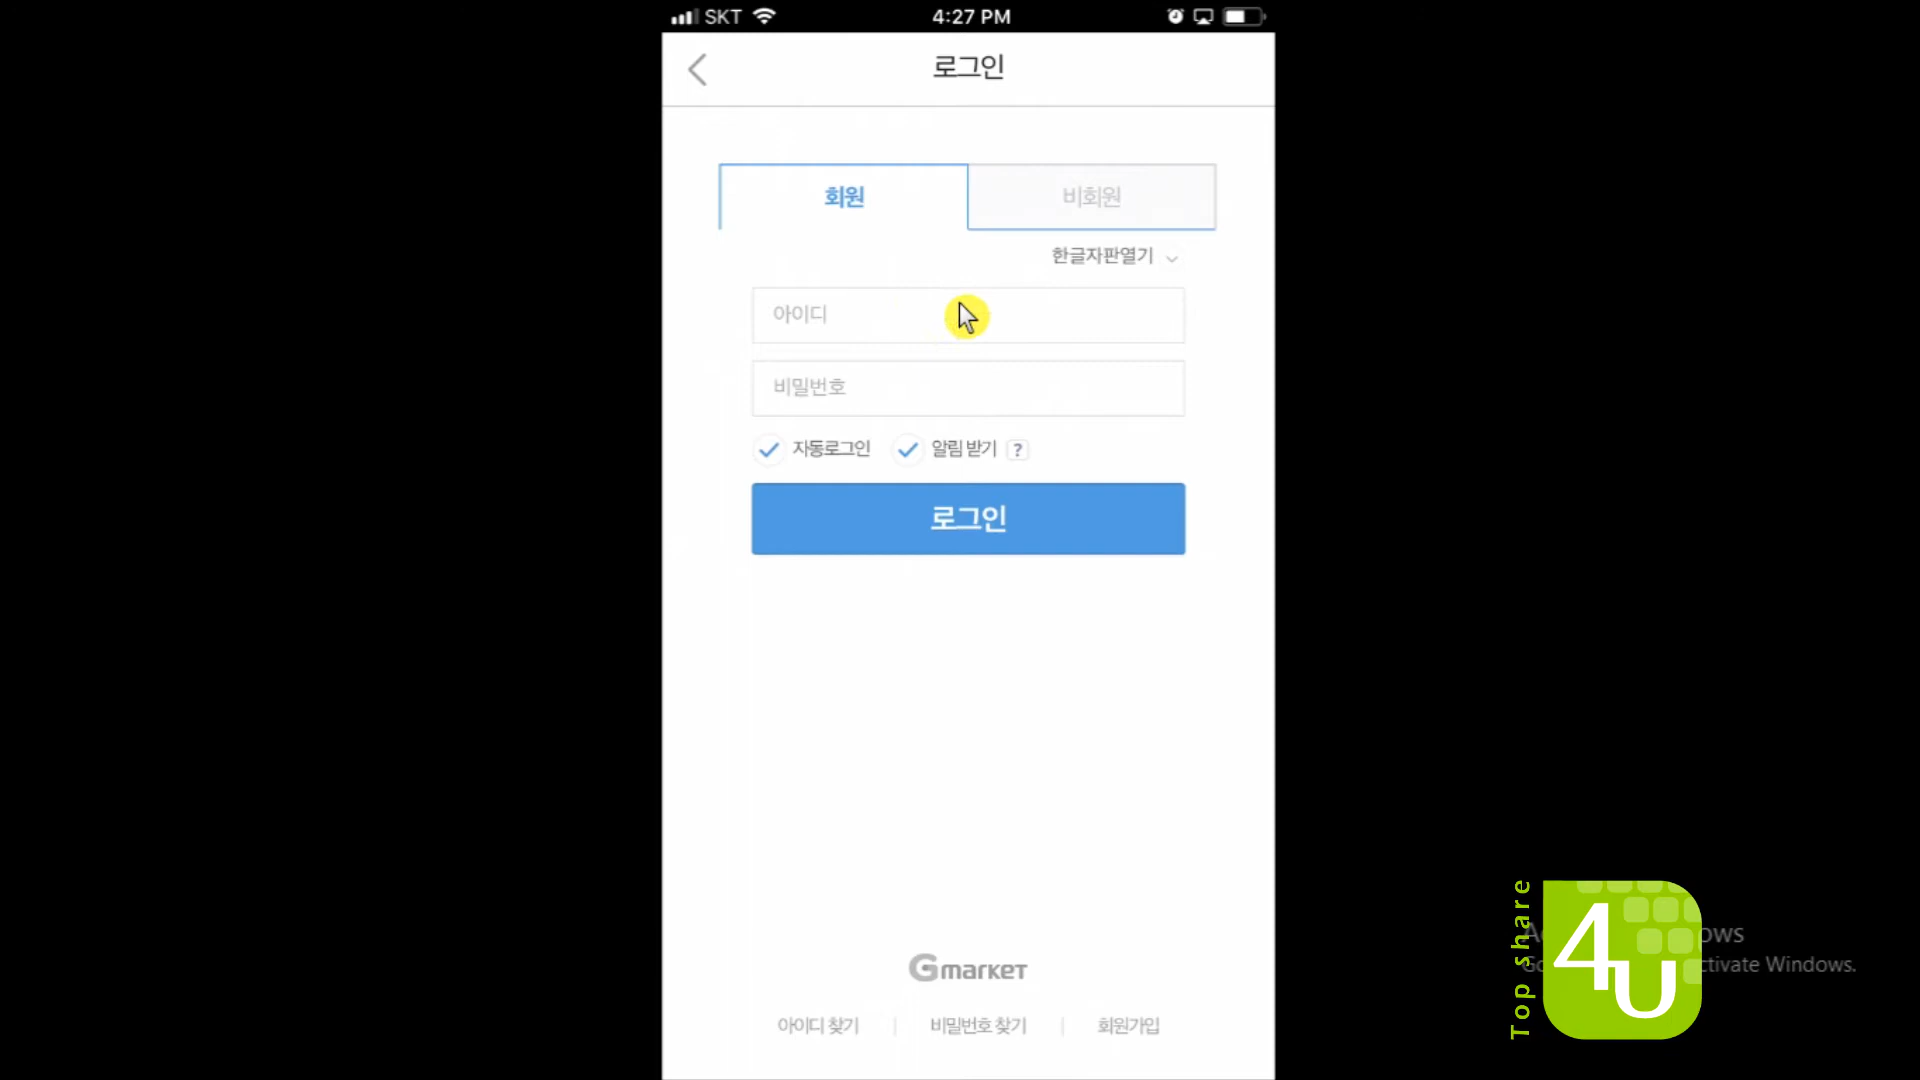 SKT 4:27 PM
로그인
회원 비회원
한글자판열기
아이디
비밀번호
자동로그인 알림 받기 ?
로그인
Gmarket
아이디 찾기 | 비밀번호 찾기 | 회원가입
Top share
4U
ctivate Windows.